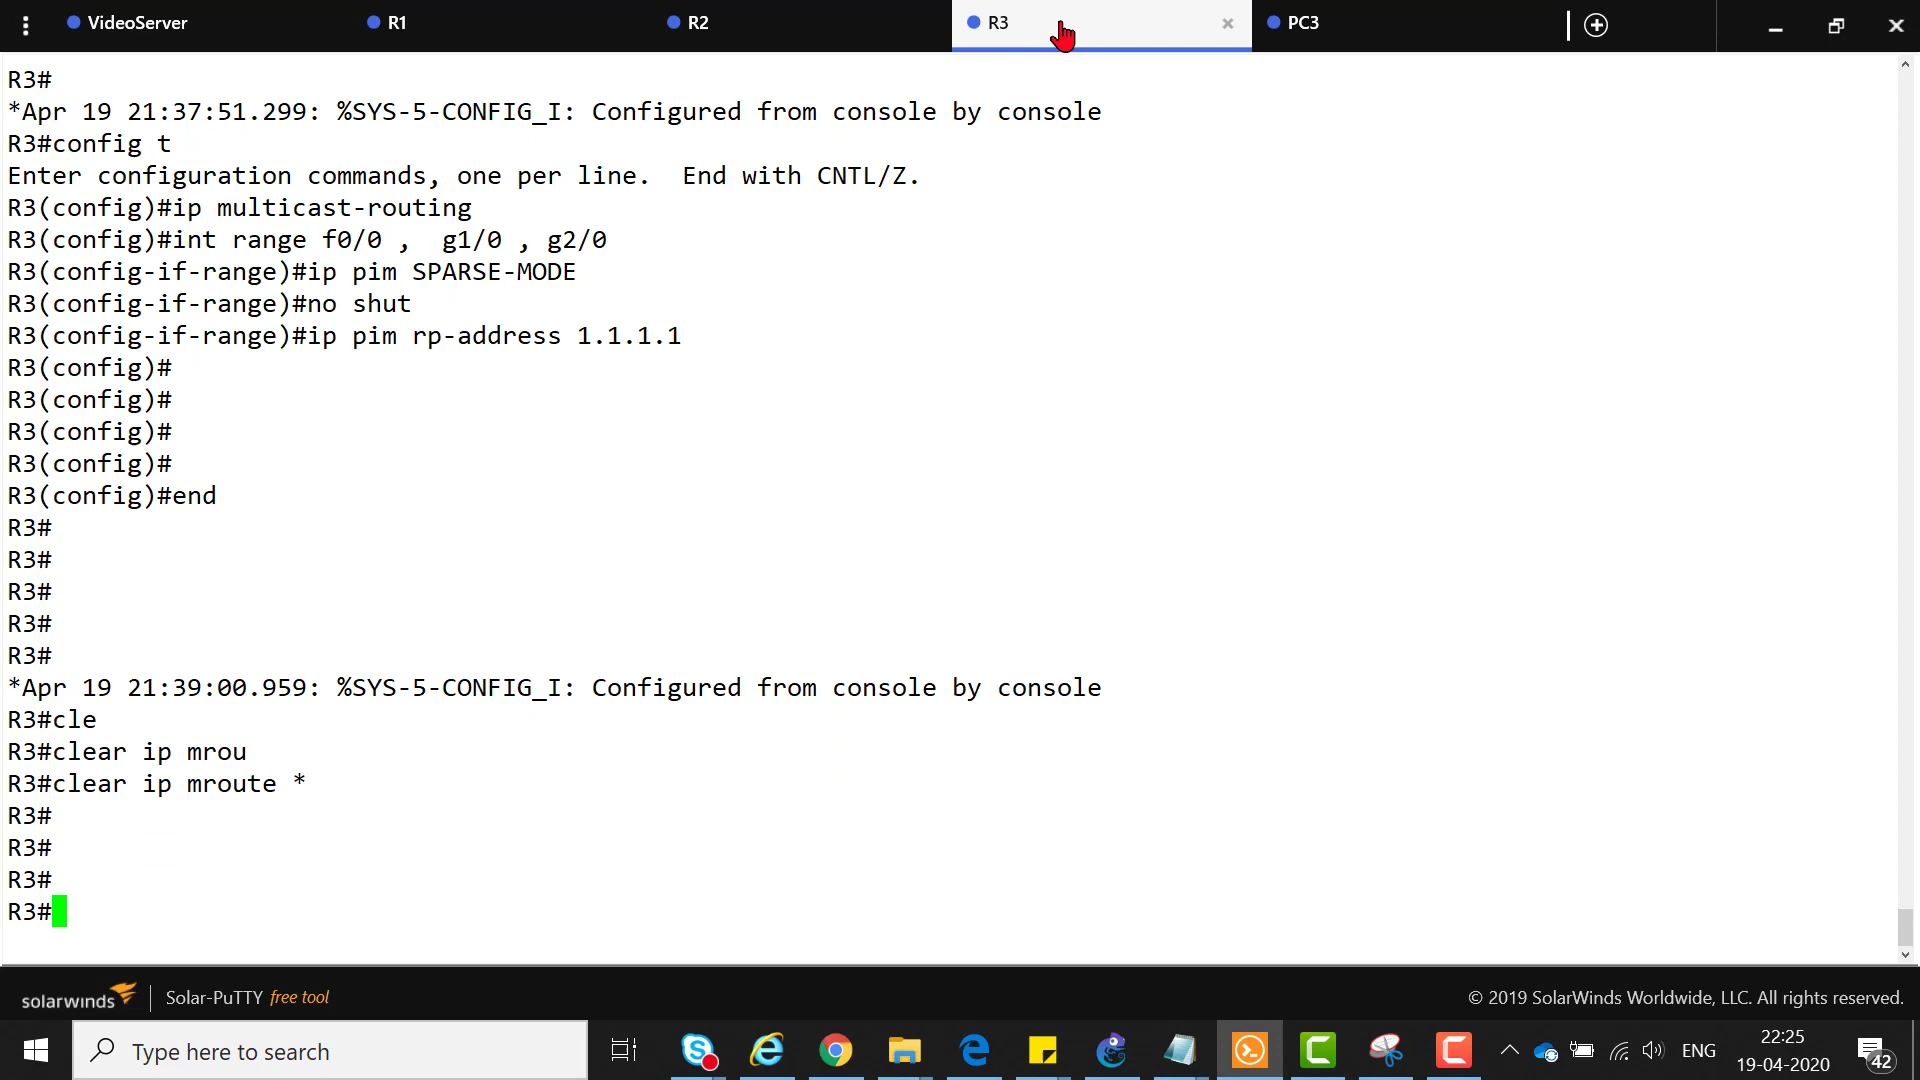 VideoServer R1 R2 R3 PC3
R3#
*Apr 19 21:37:51.299: %SYS-5-CONFIG_I: Configured from console by console
R3#config t
Enter configuration commands, one per line.  End with CNTL/Z.
R3(config)#ip multicast-routing
R3(config)#int range f0/0 ,  g1/0 , g2/0
R3(config-if-range)#ip pim SPARSE-MODE
R3(config-if-range)#no shut
R3(config-if-range)#ip pim rp-address 1.1.1.1
R3(config)#
R3(config)#
R3(config)#
R3(config)#
R3(config)#end
R3#
R3#
R3#
R3#
R3#
*Apr 19 21:39:00.959: %SYS-5-CONFIG_I: Configured from console by console
R3#cle
R3#clear ip mrou
R3#clear ip mroute *
R3#
R3#
R3#
R3#
solarwinds Solar-PuTTY free tool © 2019 SolarWinds Worldwide, LLC. All rights reserved.
Type here to search ENG 22:25
19-04-2020 42